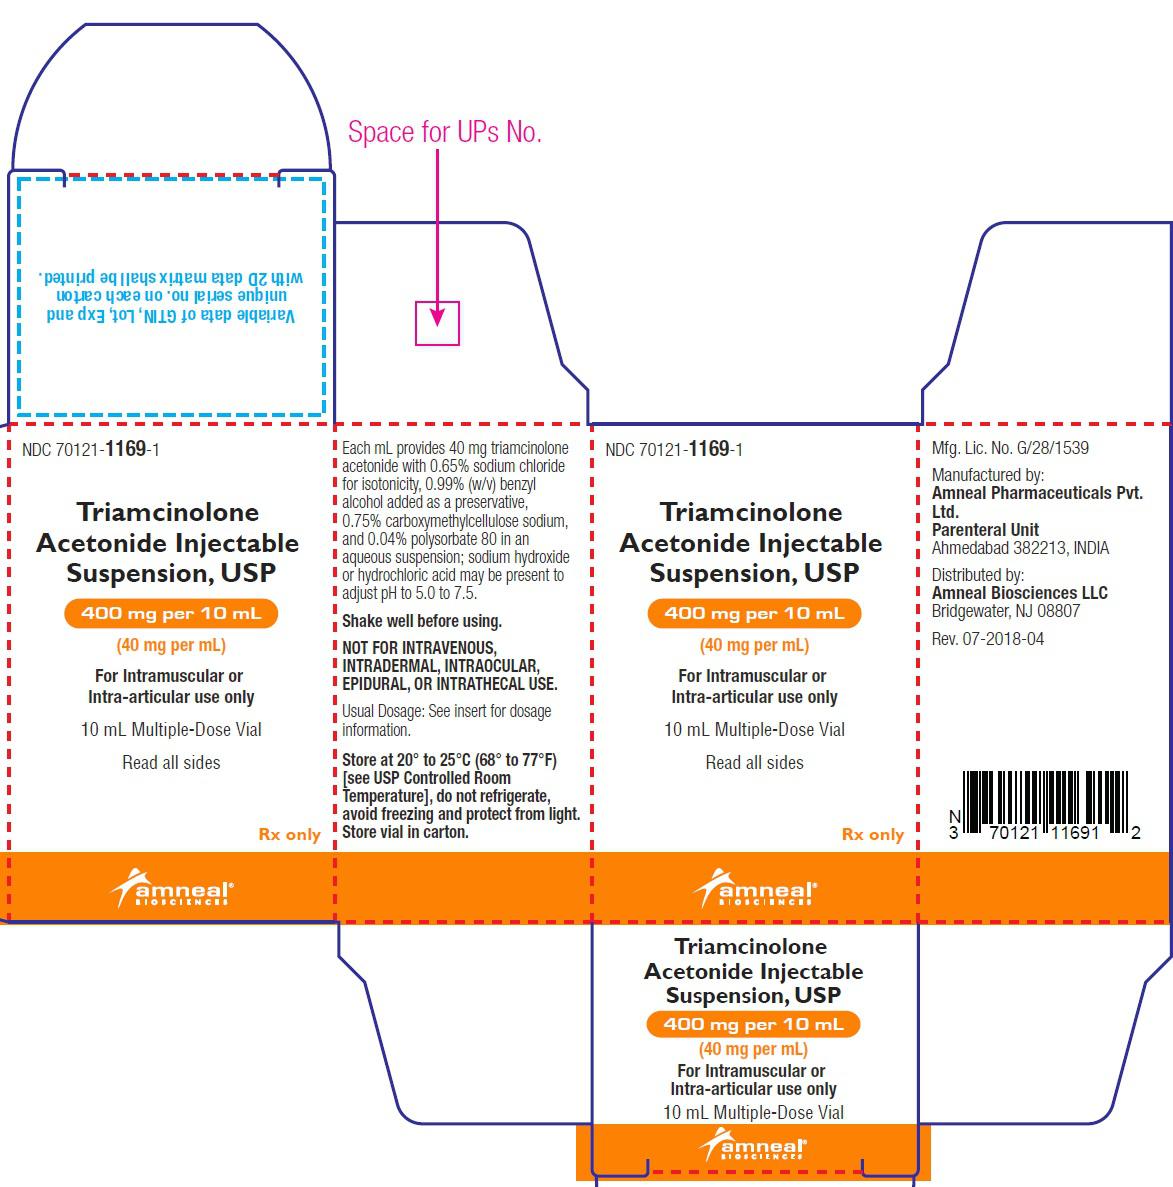 Space for UPs No.
Variable data of GTIN, Lot, Exp and
unique serial no. on each carton
with 2D data matrix shall be printed.
NDC 70121-1169-1
Triamcinolone
Acetonide Injectable
Suspension, USP
400 mg per 10 mL
(40 mg per mL)
For Intramuscular or
Intra-articular use only
10 mL Multiple-Dose Vial
Read all sides
Rx only
amneal®
BIOSCIENCES
Each mL provides 40 mg triamcinolone
acetonide with 0.65% sodium chloride
for isotonicity, 0.99% (w/v) benzyl
alcohol added as a preservative,
0.75% carboxymethylcellulose sodium,
and 0.04% polysorbate 80 in an
aqueous suspension; sodium hydroxide
or hydrochloric acid may be present to
adjust pH to 5.0 to 7.5.
Shake well before using.
NOT FOR INTRAVENOUS,
INTRADERMAL, INTRAOCULAR,
EPIDURAL, OR INTRATHECAL USE.
Usual Dosage: See insert for dosage
information.
Store at 20° to 25°C (68° to 77°F)
[see USP Controlled Room
Temperature], do not refrigerate,
avoid freezing and protect from light.
Store vial in carton.
NDC 70121-1169-1
Triamcinolone
Acetonide Injectable
Suspension, USP
400 mg per 10 mL
(40 mg per mL)
For Intramuscular or
Intra-articular use only
10 mL Multiple-Dose Vial
Read all sides
Rx only
amneal®
BIOSCIENCES
Mfg. Lic. No. G/28/1539
Manufactured by:
Amneal Pharmaceuticals Pvt.
Ltd.
Parenteral Unit
Ahmedabad 382213, INDIA
Distributed by:
Amneal Biosciences LLC
Bridgewater, NJ 08807
Rev. 07-2018-04
N
3 70121 11691 2
Triamcinolone
Acetonide Injectable
Suspension, USP
400 mg per 10 mL
(40 mg per mL)
For Intramuscular or
Intra-articular use only
10 mL Multiple-Dose Vial
amneal®
BIOSCIENCES